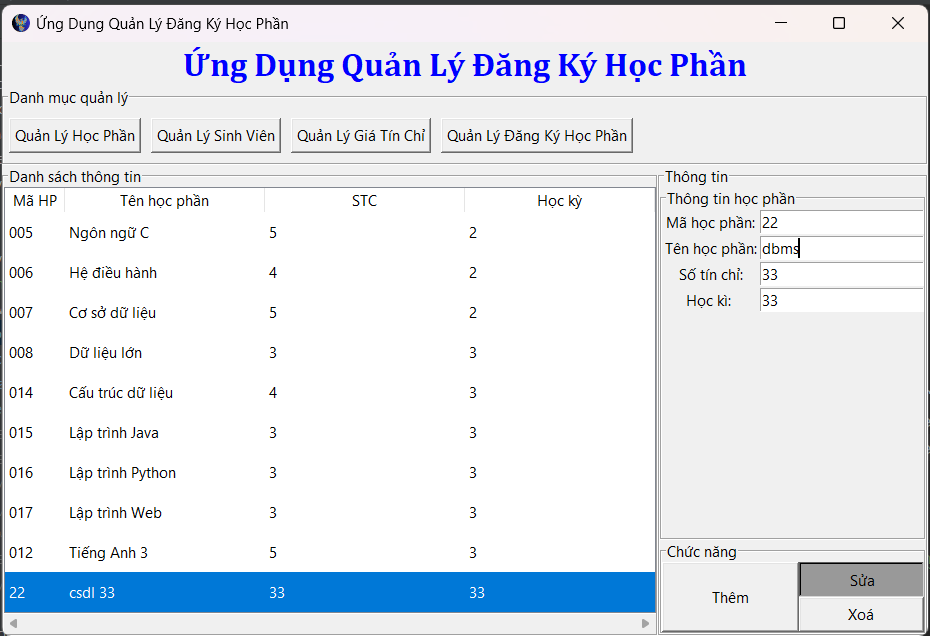 Ứng Dụng Quản Lý Đăng Ký Học Phần
Ứng Dụng Quản Lý Đăng Ký Học Phần
Danh mục quản lý
Quản Lý Học Phần Quản Lý Sinh Viên Quản Lý Giá Tín Chỉ Quản Lý Đăng Ký Học Phần
Danh sách thông tin
Mã HP Tên học phần STC Học kỳ
005 Ngôn ngữ C 5 2
006 Hệ điều hành 4 2
007 Cơ sở dữ liệu 5 2
008 Dữ liệu lớn 3 3
014 Cấu trúc dữ liệu 4 3
015 Lập trình Java 3 3
016 Lập trình Python 3 3
017 Lập trình Web 3 3
012 Tiếng Anh 3 5 3
22 csdl 33 33 33
Thông tin
Thông tin học phần
Mã học phần: 22
Tên học phần: dbms
Số tín chỉ: 33
Học kì: 33
Chức năng
Thêm
Sửa
Xoá